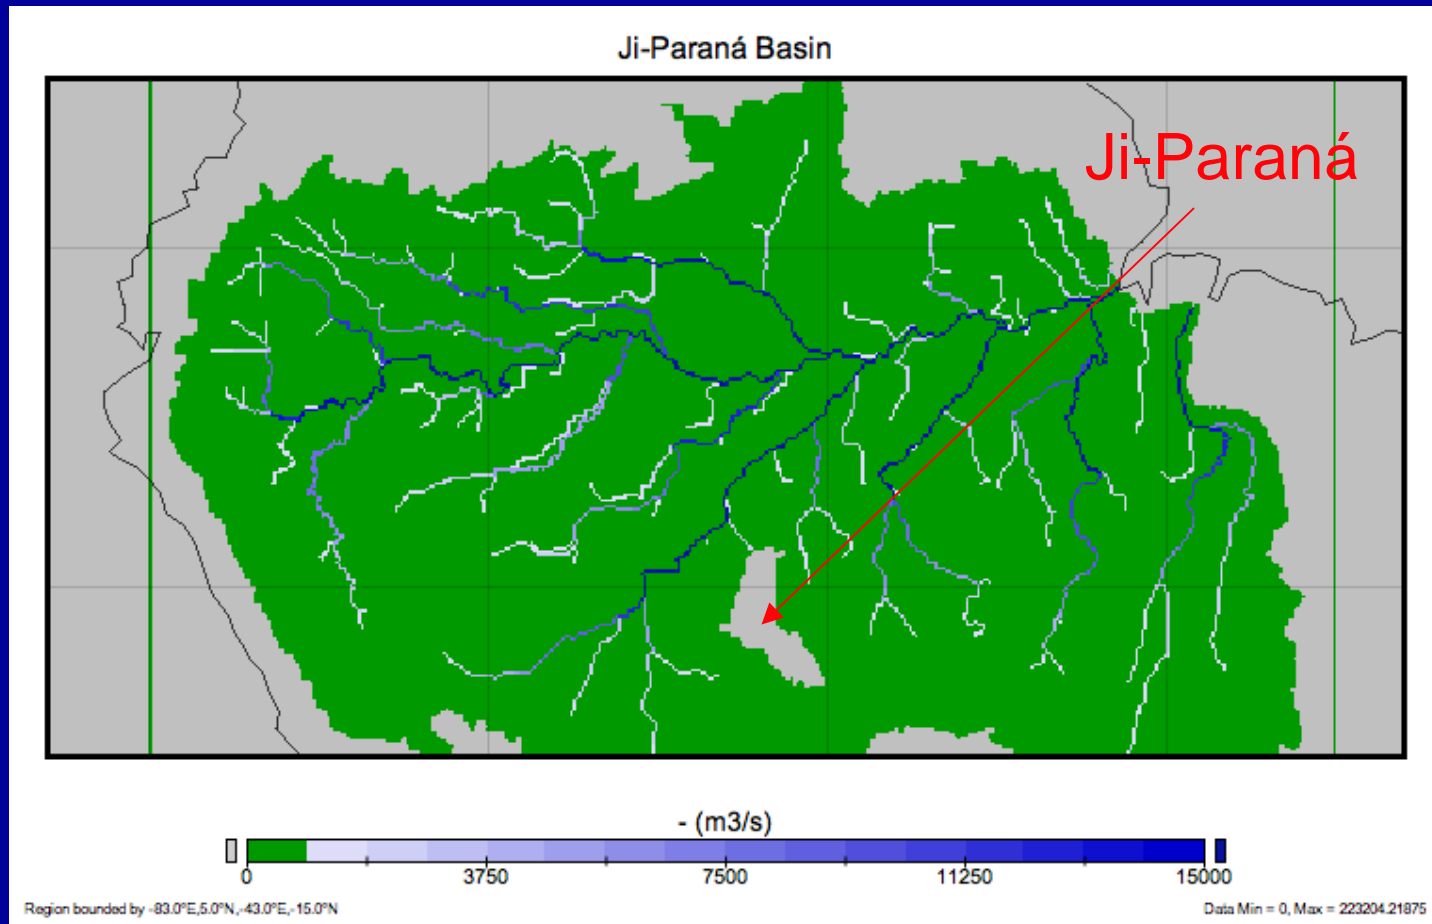 Ji-Paraná Basin
Ji-Paraná
- (m3/s)
0 3750 7500 11250 15000
Region bounded by -83.0°E,5.0°N,-43.0°E,-15.0°N
Data Min = 0, Max = 223204.21875